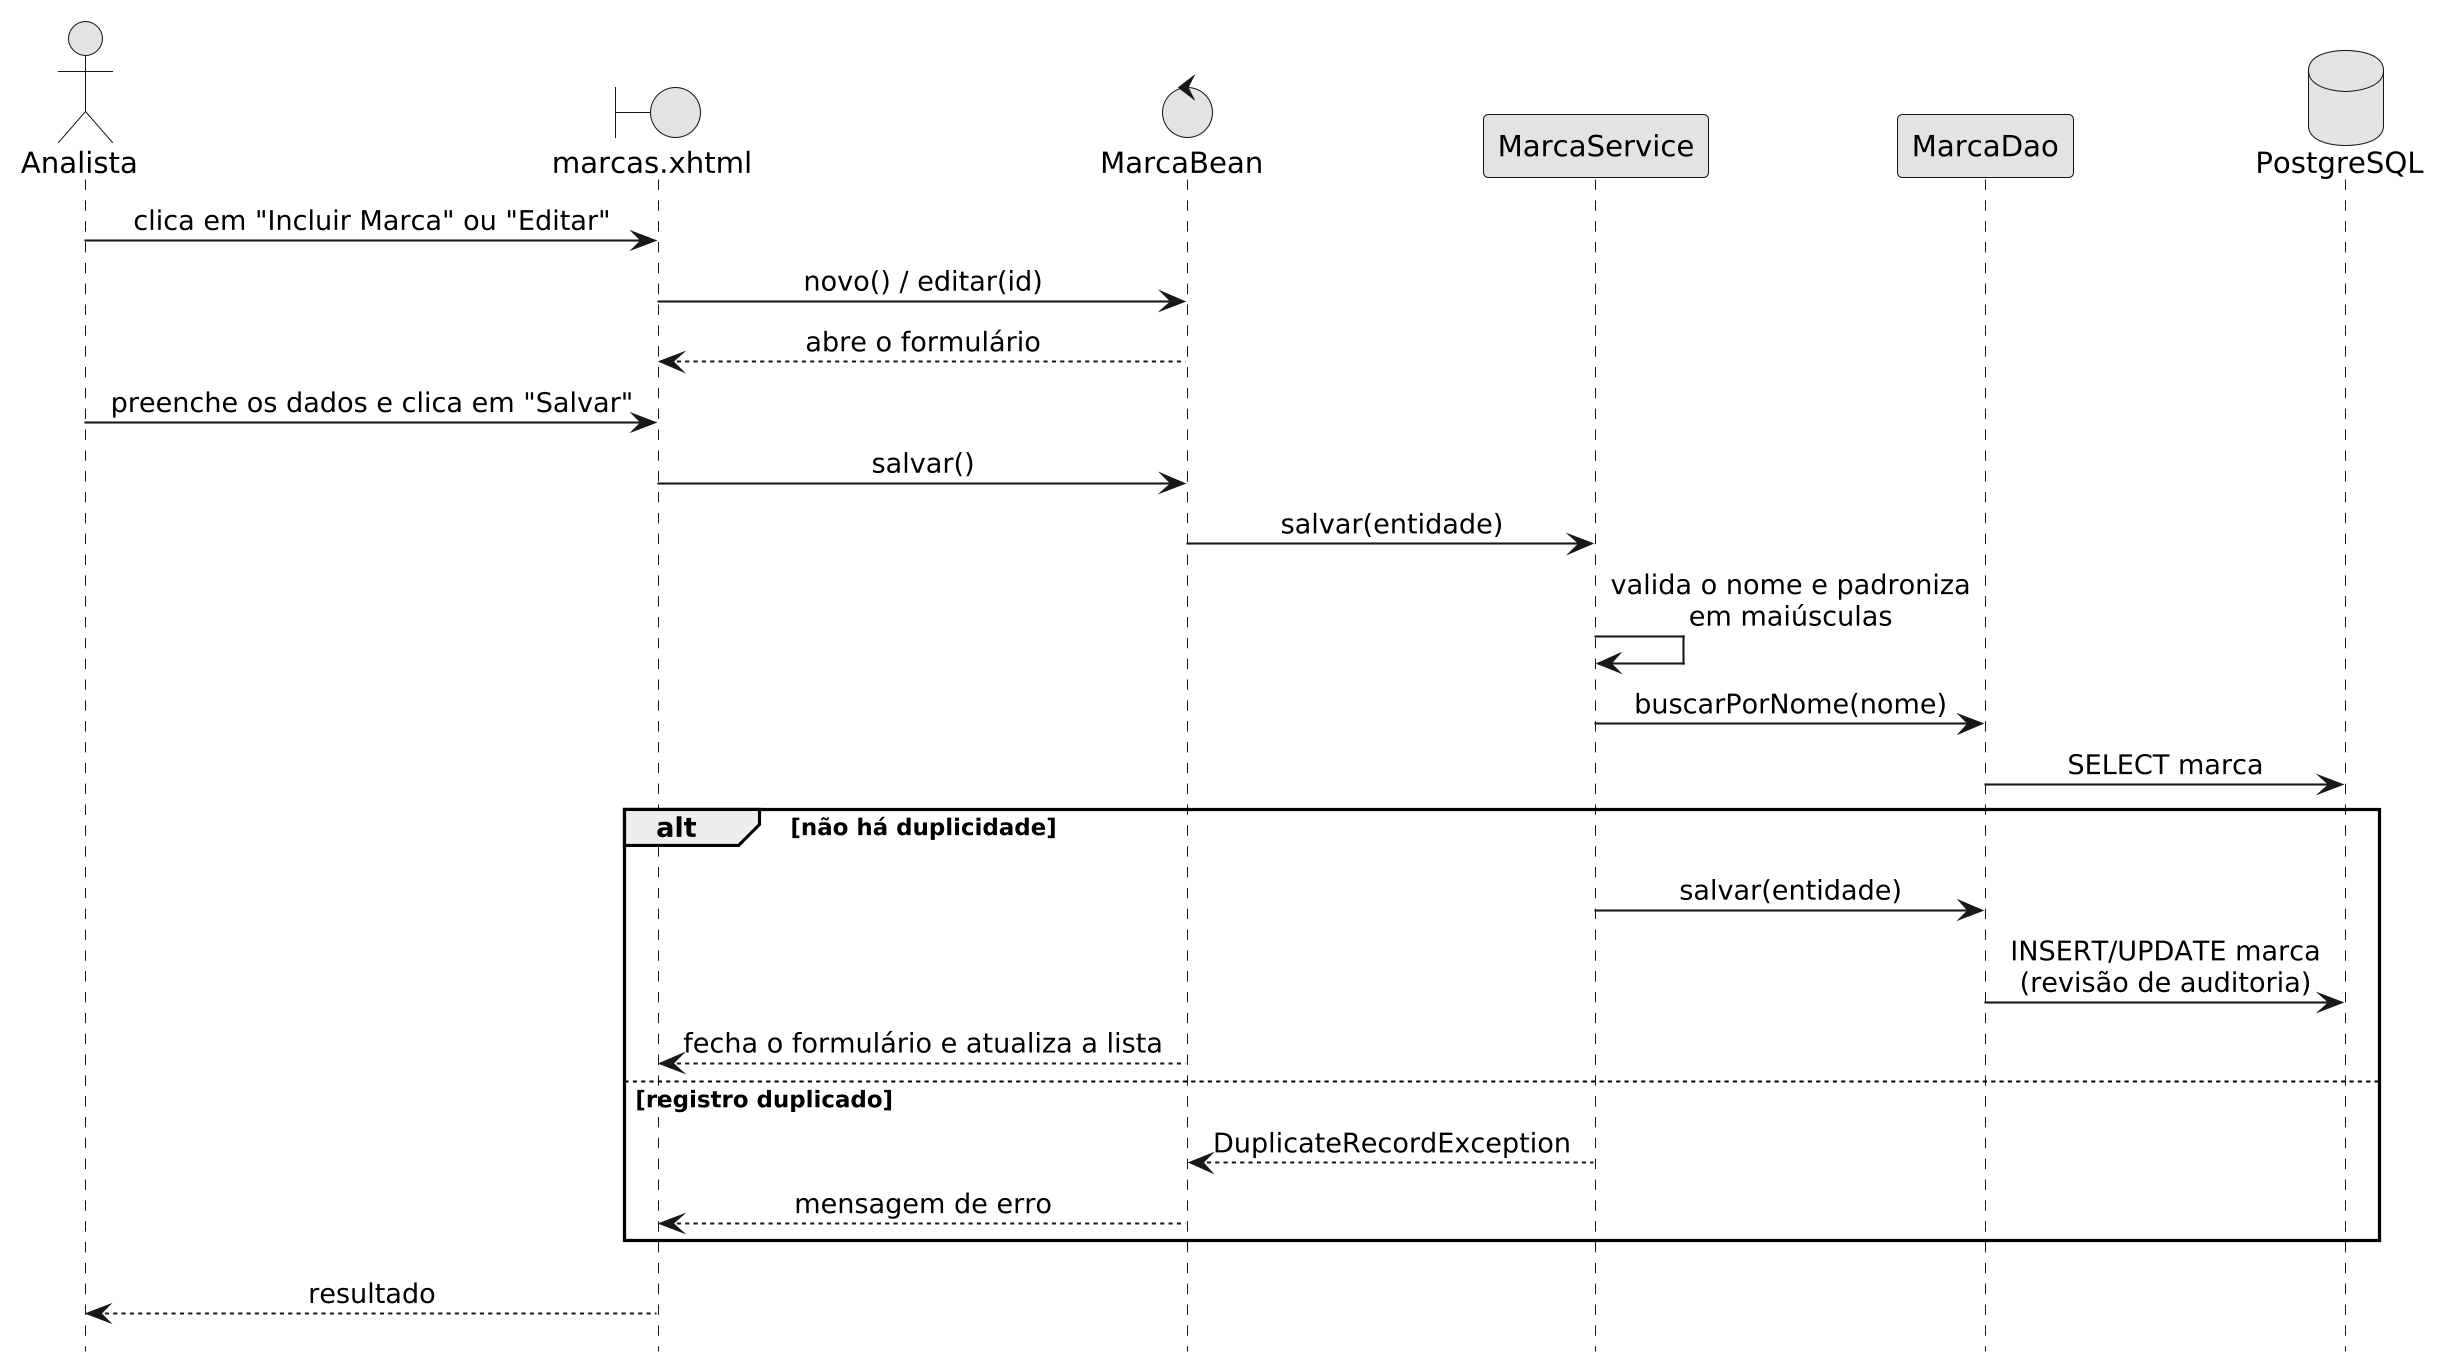 Analista
marcas.xhtml
MarcaBean
MarcaService
MarcaDao
PostgreSQL
clica em "Incluir Marca" ou "Editar"
novo() / editar(id)
abre o formulário
preenche os dados e clica em "Salvar"
salvar()
salvar(entidade)
valida o nome e padroniza
em maiúsculas
buscarPorNome(nome)
SELECT marca
alt
[não há duplicidade]
salvar(entidade)
INSERT/UPDATE marca
(revisão de auditoria)
fecha o formulário e atualiza a lista
[registro duplicado]
DuplicateRecordException
mensagem de erro
resultado